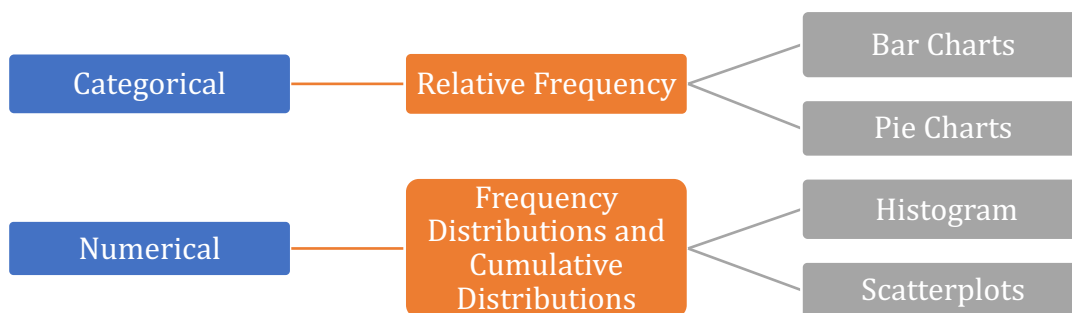 Categorical
Relative Frequency
Bar Charts
Pie Charts
Numerical
Frequency
Distributions and
Cumulative
Distributions
Histogram
Scatterplots